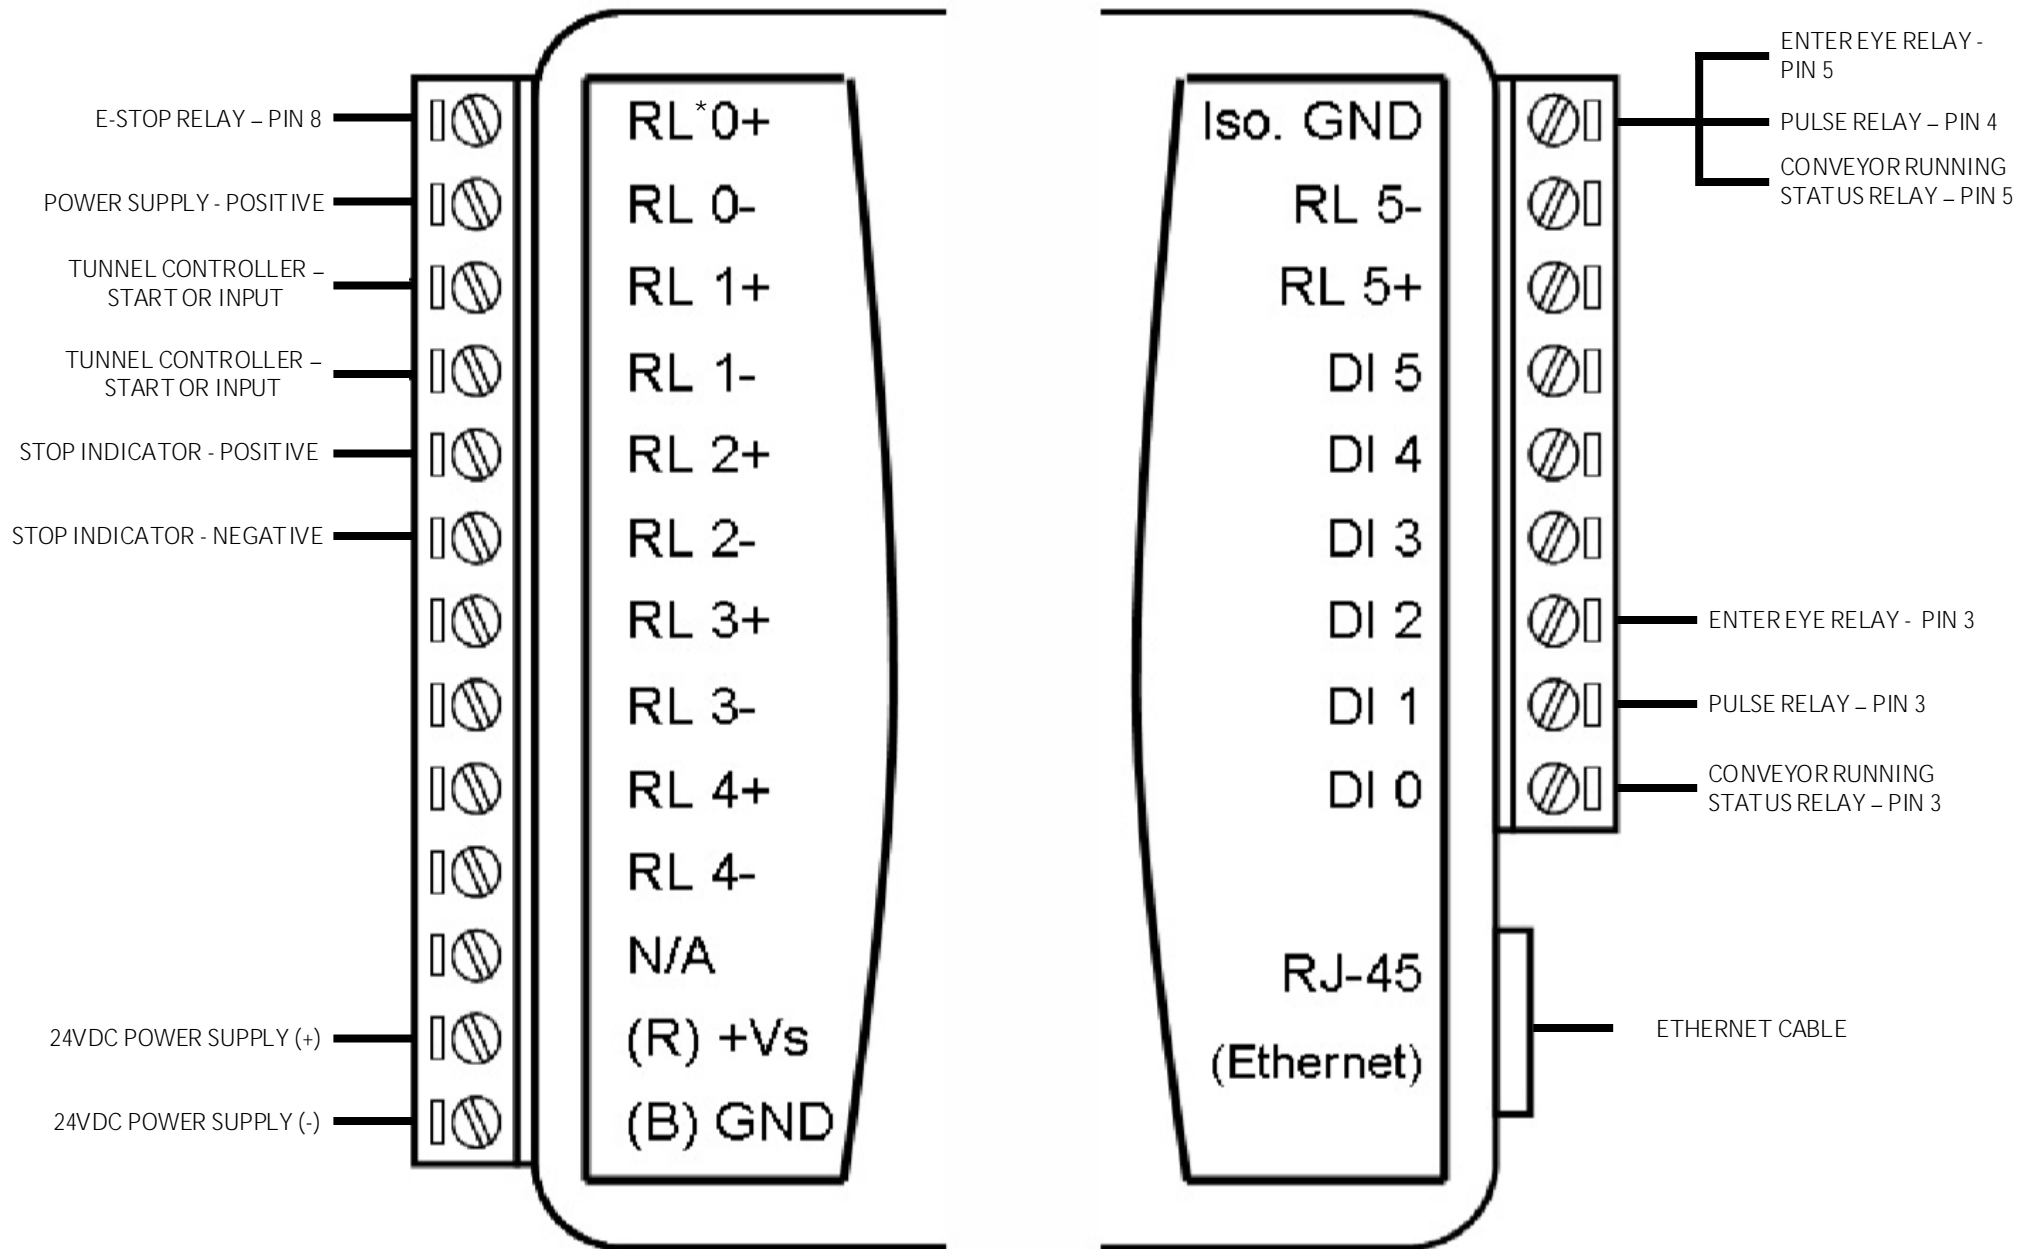 E-STOP RELAY – PIN 8
POWER SUPPLY - POSITIVE
TUNNEL CONTROLLER –
START OR INPUT
TUNNEL CONTROLLER –
START OR INPUT
STOP INDICATOR - POSITIVE
STOP INDICATOR - NEGATIVE
24VDC POWER SUPPLY (+)
24VDC POWER SUPPLY (-)
RL*0+
RL 0-
RL 1+
RL 1-
RL 2+
RL 2-
RL 3+
RL 3-
RL 4+
RL 4-
N/A
(R) +Vs
(B) GND
Iso. GND
RL 5-
RL 5+
DI 5
DI 4
DI 3
DI 2
DI 1
DI 0
RJ-45
(Ethernet)
ENTER EYE RELAY -
PIN 5
PULSE RELAY – PIN 4
CONVEYOR RUNNING
STATUS RELAY – PIN 5
ENTER EYE RELAY - PIN 3
PULSE RELAY – PIN 3
CONVEYOR RUNNING
STATUS RELAY – PIN 3
ETHERNET CABLE